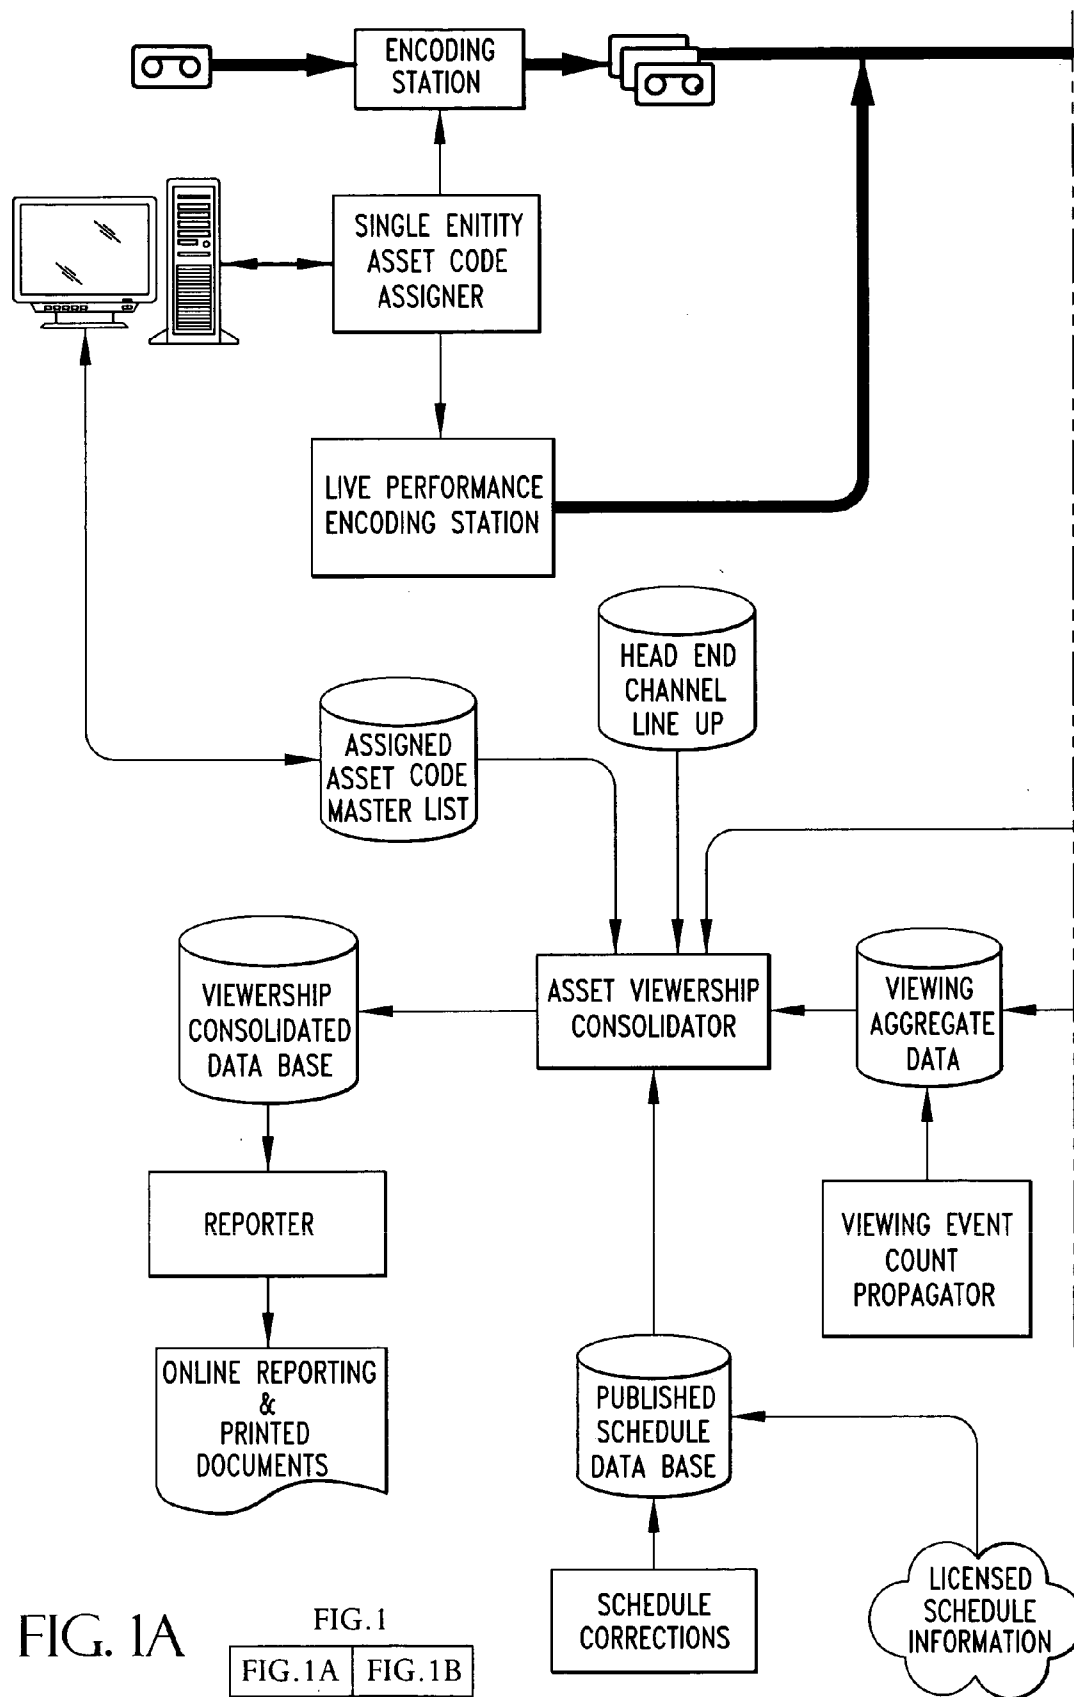 ENCODING
STATION
SINGLE ENITITY
ASSET CODE
ASSIGNER
LIVE PERFORMANCE
ENCODING STATION
HEAD END
CHANNEL
LINE UP
ASSIGNED
ASSET CODE
MASTER LIST
VIEWERSHIP
CONSOLIDATED
DATA BASE
ASSET VIEWERSHIP
CONSOLIDATOR
VIEWING
AGGREGATE
DATA
REPORTER
VIEWING EVENT
COUNT
PROPAGATOR
ONLINE REPORTING
&
PRINTED
DOCUMENTS
PUBLISHED
SCHEDULE
DATA BASE
SCHEDULE
CORRECTIONS
LICENSED
SCHEDULE
INFORMATION
FIG. 1A
FIG.1
FIG.1A FIG.1B